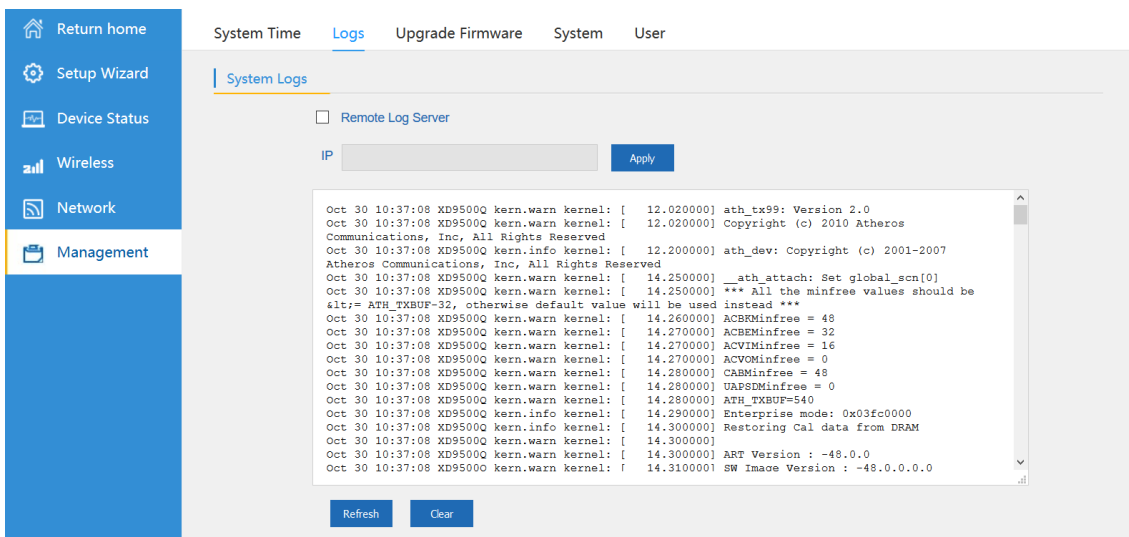 Return home
Setup Wizard
Device Status
Wireless
Network
Management
System Time Logs Upgrade Firmware System User
System Logs
Remote Log Server
IP Apply
Oct 30 10:37:08 XD9500Q kern.warn kernel: [   12.020000] ath_tx99: Version 2.0
Oct 30 10:37:08 XD9500Q kern.warn kernel: [   12.020000] Copyright (c) 2010 Atheros
Communications, Inc, All Rights Reserved
Oct 30 10:37:08 XD9500Q kern.info kernel: [   12.200000] ath_dev: Copyright (c) 2001-2007
Atheros Communications, Inc, All Rights Reserved
Oct 30 10:37:08 XD9500Q kern.warn kernel: [   14.250000] __ath_attach: Set global_scn[0]
Oct 30 10:37:08 XD9500Q kern.warn kernel: [   14.250000] *** All the minfree values should be
&lt;= ATH_TXBUF-32, otherwise default value will be used instead ***
Oct 30 10:37:08 XD9500Q kern.warn kernel: [   14.260000] ACBKMinfree = 48
Oct 30 10:37:08 XD9500Q kern.warn kernel: [   14.270000] ACBEMinfree = 32
Oct 30 10:37:08 XD9500Q kern.warn kernel: [   14.270000] ACVIMinfree = 16
Oct 30 10:37:08 XD9500Q kern.warn kernel: [   14.270000] ACVOMinfree = 0
Oct 30 10:37:08 XD9500Q kern.warn kernel: [   14.280000] CABMinfree = 48
Oct 30 10:37:08 XD9500Q kern.warn kernel: [   14.280000] UAPSDMinfree = 0
Oct 30 10:37:08 XD9500Q kern.warn kernel: [   14.280000] ATH_TXBUF=540
Oct 30 10:37:08 XD9500Q kern.info kernel: [   14.290000] Enterprise mode: 0x03fc0000
Oct 30 10:37:08 XD9500Q kern.info kernel: [   14.300000] Restoring Cal data from DRAM
Oct 30 10:37:08 XD9500Q kern.warn kernel: [   14.300000]
Oct 30 10:37:08 XD9500Q kern.warn kernel: [   14.300000] ART Version : -48.0.0
Oct 30 10:37:08 XD9500Q kern.warn kernel: [   14.310000] SW Image Version : -48.0.0.0.0
Refresh Clear